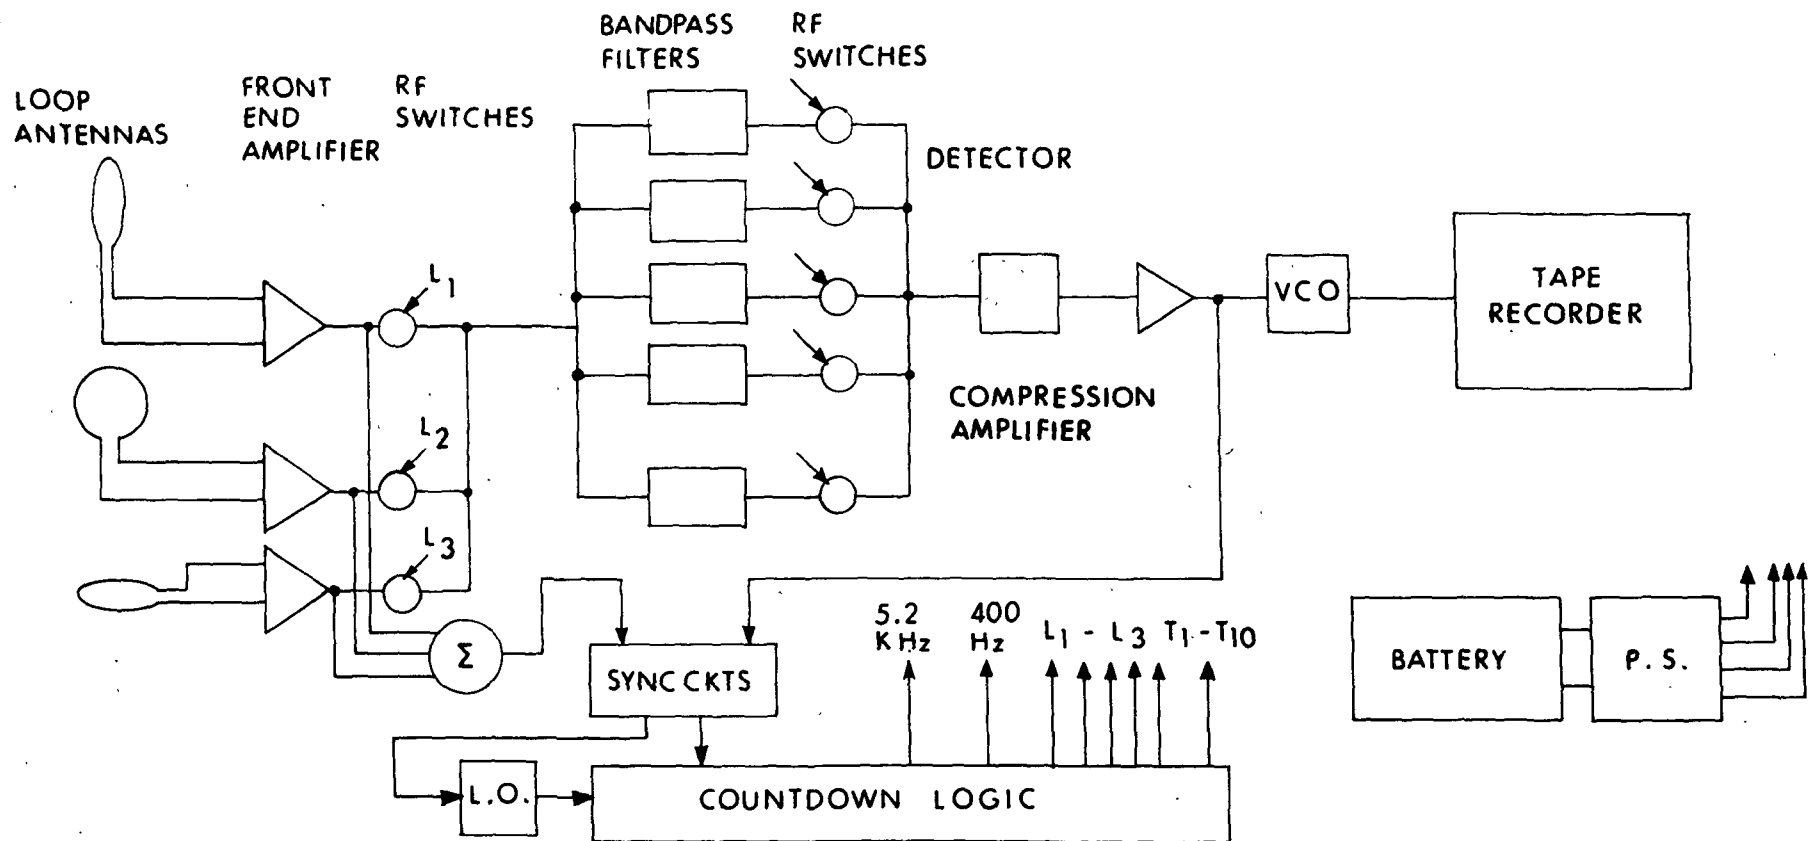 LOOP
ANTENNAS
FRONT
END
AMPLIFIER
RF
SWITCHES
BANDPASS
FILTERS
RF
SWITCHES
DETECTOR
L1
L2
L3
Σ
COMPRESSION
AMPLIFIER
VCO
TAPE
RECORDER
SYNC CKTS
5.2
KHz
400
Hz
L1 - L3
T1-T10
L.O.
COUNTDOWN LOGIC
BATTERY
P.S.